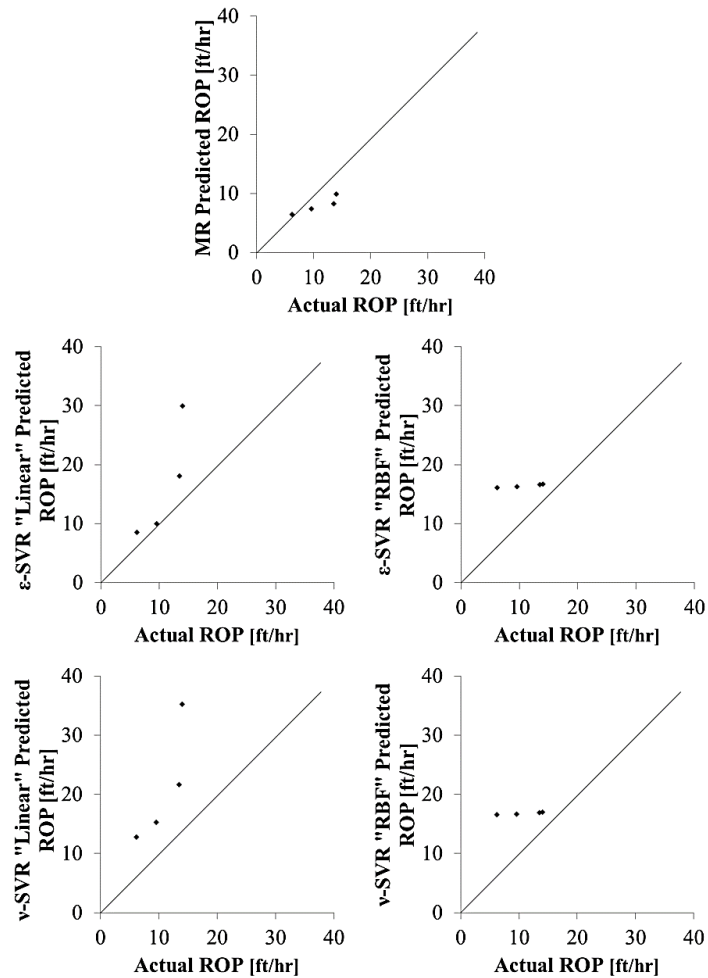 MR Predicted ROP [ft/hr]
40
30
20
10
0
0 10 20 30 40
Actual ROP [ft/hr]
ε-SVR "Linear" Predicted
ROP [ft/hr]
40
30
20
10
0
0 10 20 30 40
Actual ROP [ft/hr]
ε-SVR "RBF" Predicted
ROP [ft/hr]
40
30
20
10
0
0 10 20 30 40
Actual ROP [ft/hr]
ν-SVR "Linear" Predicted
ROP [ft/hr]
40
30
20
10
0
0 10 20 30 40
Actual ROP [ft/hr]
ν-SVR "RBF" Predicted
ROP [ft/hr]
40
30
20
10
0
0 10 20 30 40
Actual ROP [ft/hr]